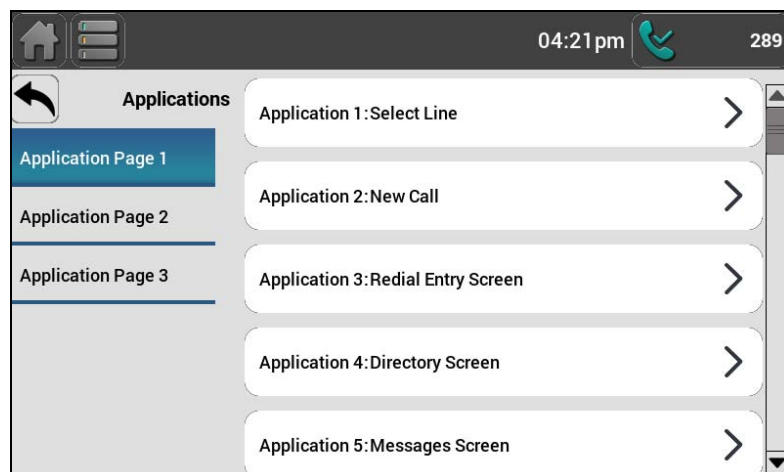 04:21pm
289
Applications
Application Page 1
Application Page 2
Application Page 3
Application 1:Select Line
Application 2:New Call
Application 3:Redial Entry Screen
Application 4:Directory Screen
Application 5:Messages Screen